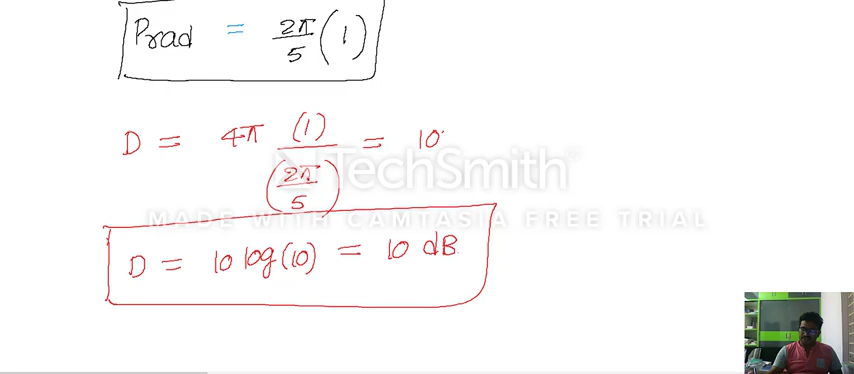 Prad = 2π/5 (1)
D = 4π (1)/(2π/5) = 10
TechSmith
MADE WITH CAMTASIA FREE TRIAL
D = 10 log(10) = 10 dB